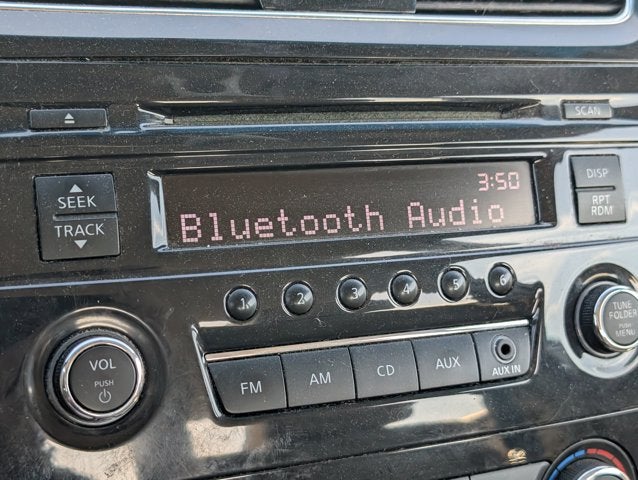 SCAN
3:50
Bluetooth Audio
SEEK
TRACK
DISP
RPT
RDM
1 2 3 4 5 6
VOL
PUSH
FM AM CD AUX
AUX IN
TUNE
FOLDER
PUSH
MENU